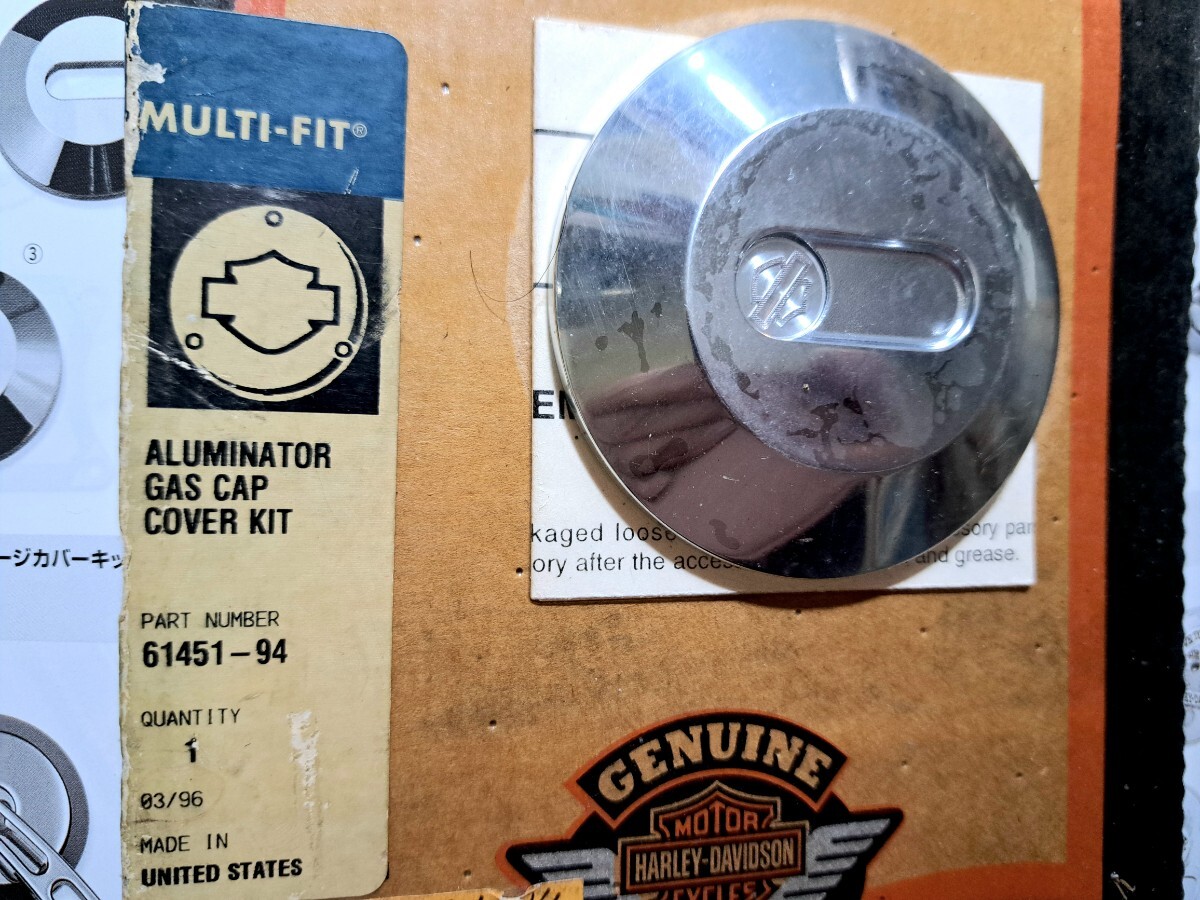 MULTI-FIT®
ALUMINATOR
GAS CAP
COVER KIT
PART NUMBER
61451-94
QUANTITY
1
03/96
MADE IN
UNITED STATES
③
ージカバーキッ
kaged loose sory par
ory after the and grease.
GENUINE
MOTOR
HARLEY-DAVIDSON
CYCLES